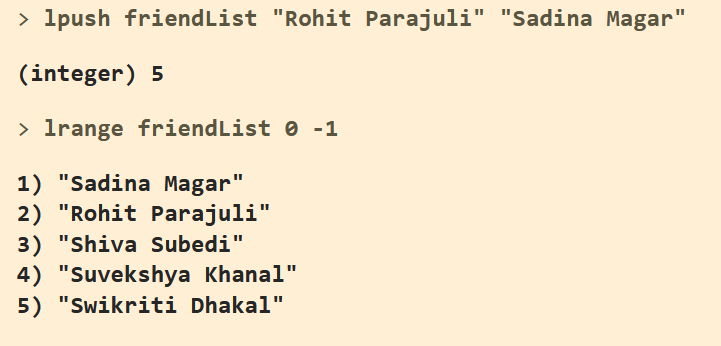 > lpush friendList "Rohit Parajuli" "Sadina Magar"
(integer) 5
> lrange friendList 0 -1
1) "Sadina Magar"
2) "Rohit Parajuli"
3) "Shiva Subedi"
4) "Suvekshya Khanal"
5) "Swikriti Dhakal"